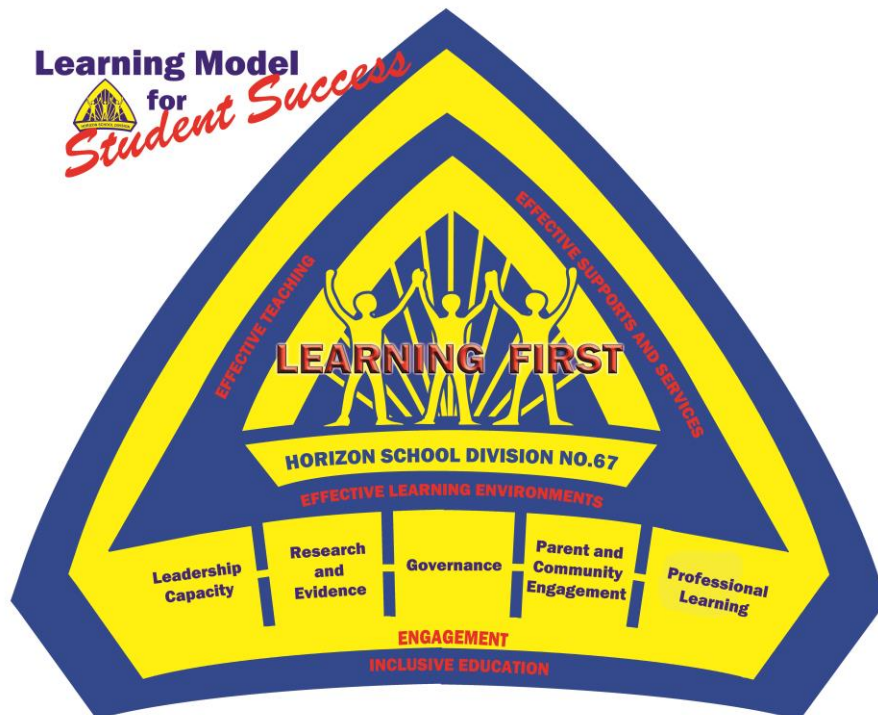 Learning Model
for
Student Success
EFFECTIVE TEACHING
EFFECTIVE SUPPORTS AND SERVICES
LEARNING FIRST
HORIZON SCHOOL DIVISION NO.67
EFFECTIVE LEARNING ENVIRONMENTS
Leadership
Capacity
Research
and
Evidence
Governance
Parent and
Community
Engagement
Professional
Learning
ENGAGEMENT
INCLUSIVE EDUCATION